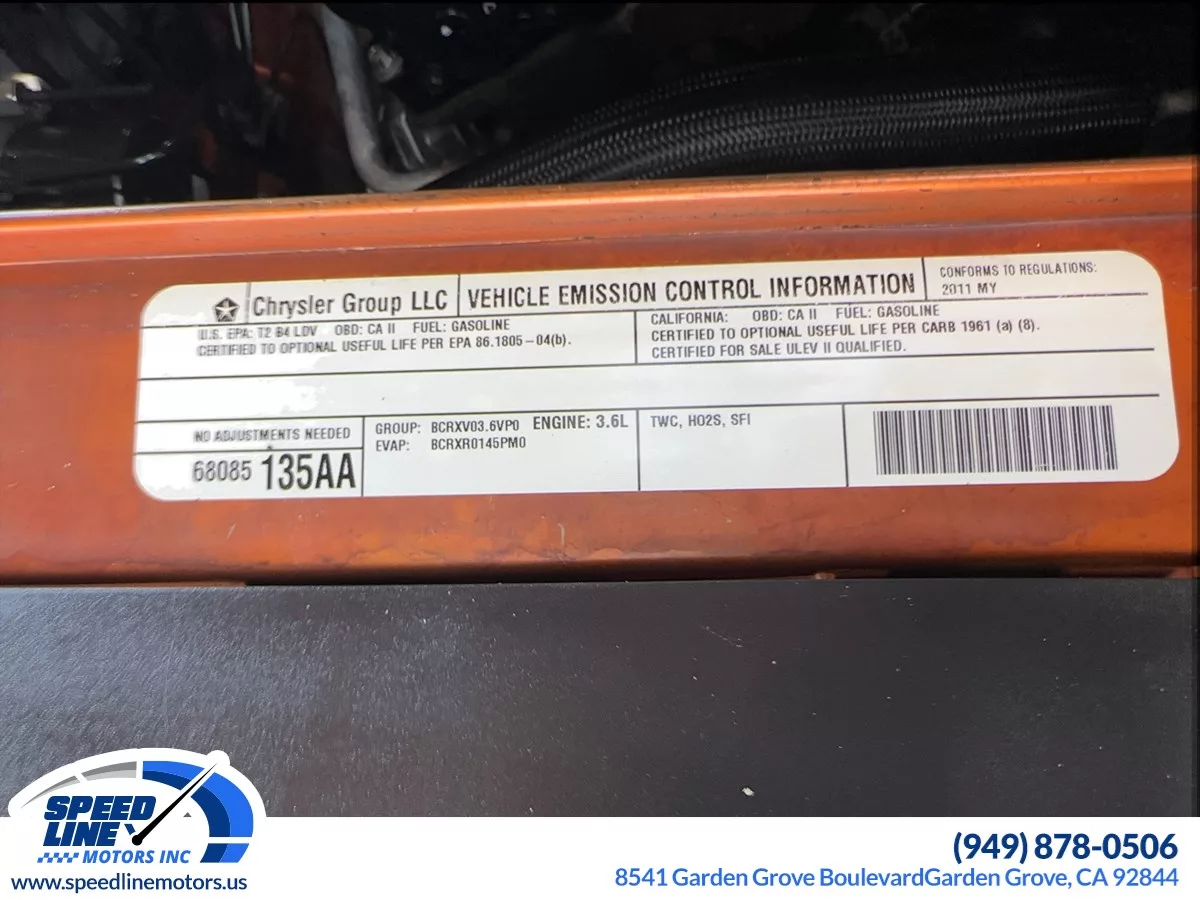 Chrysler Group LLC
VEHICLE EMISSION CONTROL INFORMATION
CONFORMS TO REGULATIONS:
2011 MY
U.S. EPA: T2 B4 LDV OBD: CA II FUEL: GASOLINE
CERTIFIED TO OPTIONAL USEFUL LIFE PER EPA 86.1805-04(b).
CALIFORNIA: OBD: CA II FUEL: GASOLINE
CERTIFIED TO OPTIONAL USEFUL LIFE PER CARB 1961 (a) (8).
CERTIFIED FOR SALE ULEV II QUALIFIED.
NO ADJUSTMENTS NEEDED
68085 135AA
GROUP: BCRXV03.6VP0 ENGINE: 3.6L
EVAP: BCRXR0145PM0
TWC, HO2S, SFI
SPEED
LINE
MOTORS INC
www.speedlinemotors.us
(949) 878-0506
8541 Garden Grove BoulevardGarden Grove, CA 92844